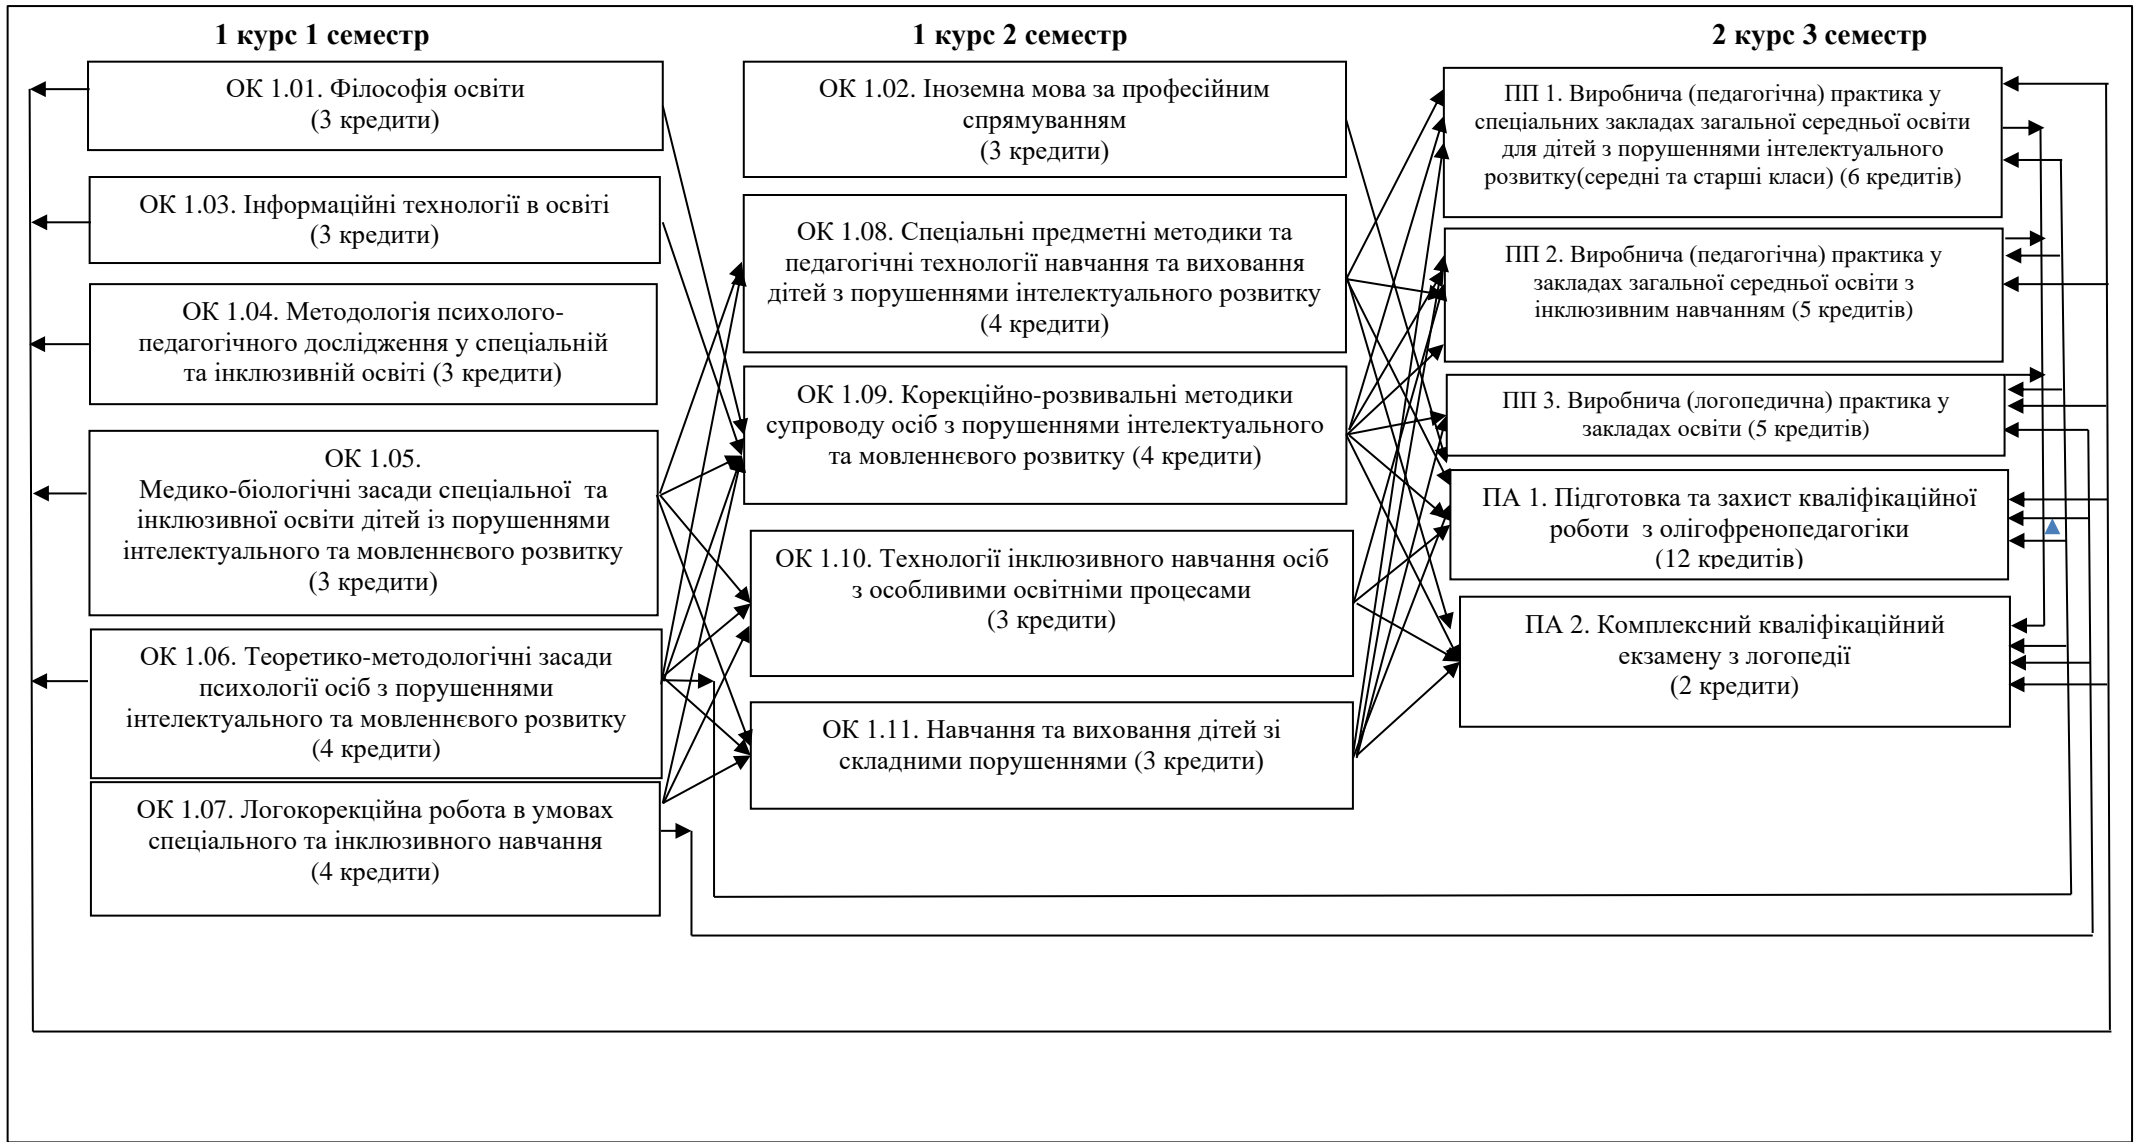 1 курс 1 семестр
1 курс 2 семестр
2 курс 3 семестр
ОК 1.01. Філософія освіти
(3 кредити)
ОК 1.03. Інформаційні технології в освіті
(3 кредити)
ОК 1.04. Методологія психолого-
педагогічного дослідження у спеціальній
та інклюзивній освіті (3 кредити)
ОК 1.05.
Медико-біологічні засади спеціальної та
інклюзивної освіти дітей із порушеннями
інтелектуального та мовленнєвого розвитку
(3 кредити)
ОК 1.06. Теоретико-методологічні засади
психології осіб з порушеннями
інтелектуального та мовленнєвого розвитку
(4 кредити)
ОК 1.07. Логокорекційна робота в умовах
спеціального та інклюзивного навчання
(4 кредити)
ОК 1.02. Іноземна мова за професійним
спрямуванням
(3 кредити)
ОК 1.08. Спеціальні предметні методики та
педагогічні технології навчання та виховання
дітей з порушеннями інтелектуального розвитку
(4 кредити)
ОК 1.09. Корекційно-розвивальні методики
супроводу осіб з порушеннями інтелектуального
та мовленнєвого розвитку (4 кредити)
ОК 1.10. Технології інклюзивного навчання осіб
з особливими освітніми процесами
(3 кредити)
ОК 1.11. Навчання та виховання дітей зі
складними порушеннями (3 кредити)
ПП 1. Виробнича (педагогічна) практика у
спеціальних закладах загальної середньої освіти
для дітей з порушеннями інтелектуального
розвитку(середні та старші класи) (6 кредитів)
ПП 2. Виробнича (педагогічна) практика у
закладах загальної середньої освіти з
інклюзивним навчанням (5 кредитів)
ПП 3. Виробнича (логопедична) практика у
закладах освіти (5 кредитів)
ПА 1. Підготовка та захист кваліфікаційної
роботи з олігофренопедагогіки
(12 кредитів)
ПА 2. Комплексний кваліфікаційний
екзамену з логопедії
(2 кредити)